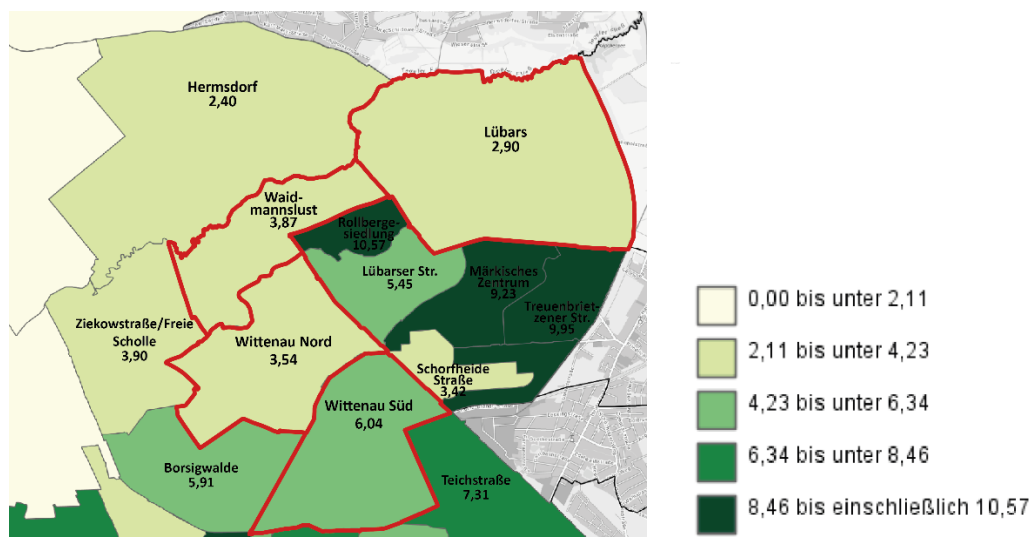 Hermsdorf
2,40
Lübars
2,90
Waid-
mannslust
3,87
Rollberge-
siedlung
10,57
Lübarser Str.
5,45
Märkisches
Zentrum
9,23
Treuenbriet-
zener Str.
9,95
Ziekowstraße/Freie
Scholle
3,90
Wittenau Nord
3,54
Schorfheide
Straße
3,42
Wittenau Süd
6,04
Borsigwalde
5,91
Teichstraße
7,31
0,00 bis unter 2,11
2,11 bis unter 4,23
4,23 bis unter 6,34
6,34 bis unter 8,46
8,46 bis einschließlich 10,57